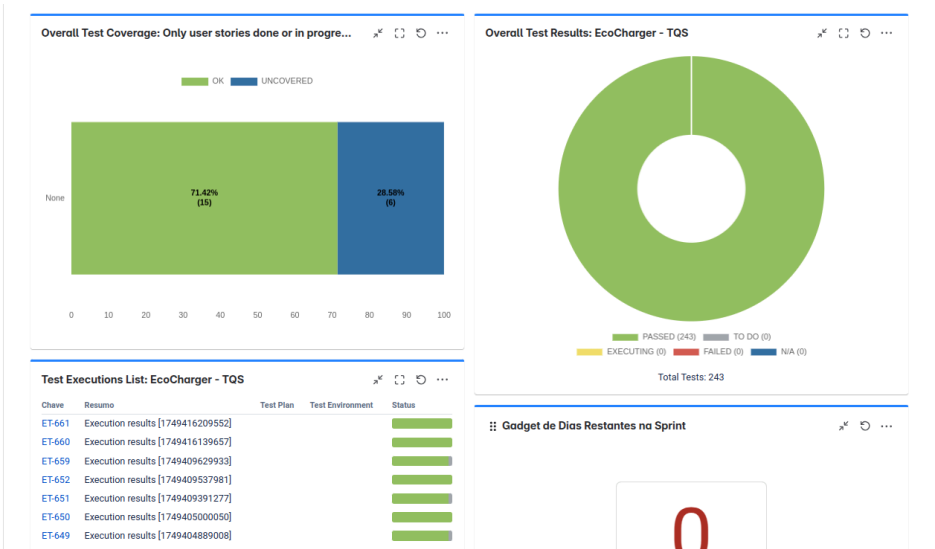 Overall Test Coverage: Only user stories done or in progre...
OK UNCOVERED
None
71.42%
(15)
28.58%
(6)
0 10 20 30 40 50 60 70 80 90 100
Overall Test Results: EcoCharger - TQS
PASSED (243) TO DO (0)
EXECUTING (0) FAILED (0) N/A (0)
Total Tests: 243
Test Executions List: EcoCharger - TQS
Chave Resumo Test Plan Test Environment Status
ET-661 Execution results [1749416209552]
ET-660 Execution results [1749416139657]
ET-659 Execution results [1749409629933]
ET-652 Execution results [1749409537981]
ET-651 Execution results [1749409391277]
ET-650 Execution results [1749405000050]
ET-649 Execution results [1749404889008]
Gadget de Dias Restantes na Sprint
0